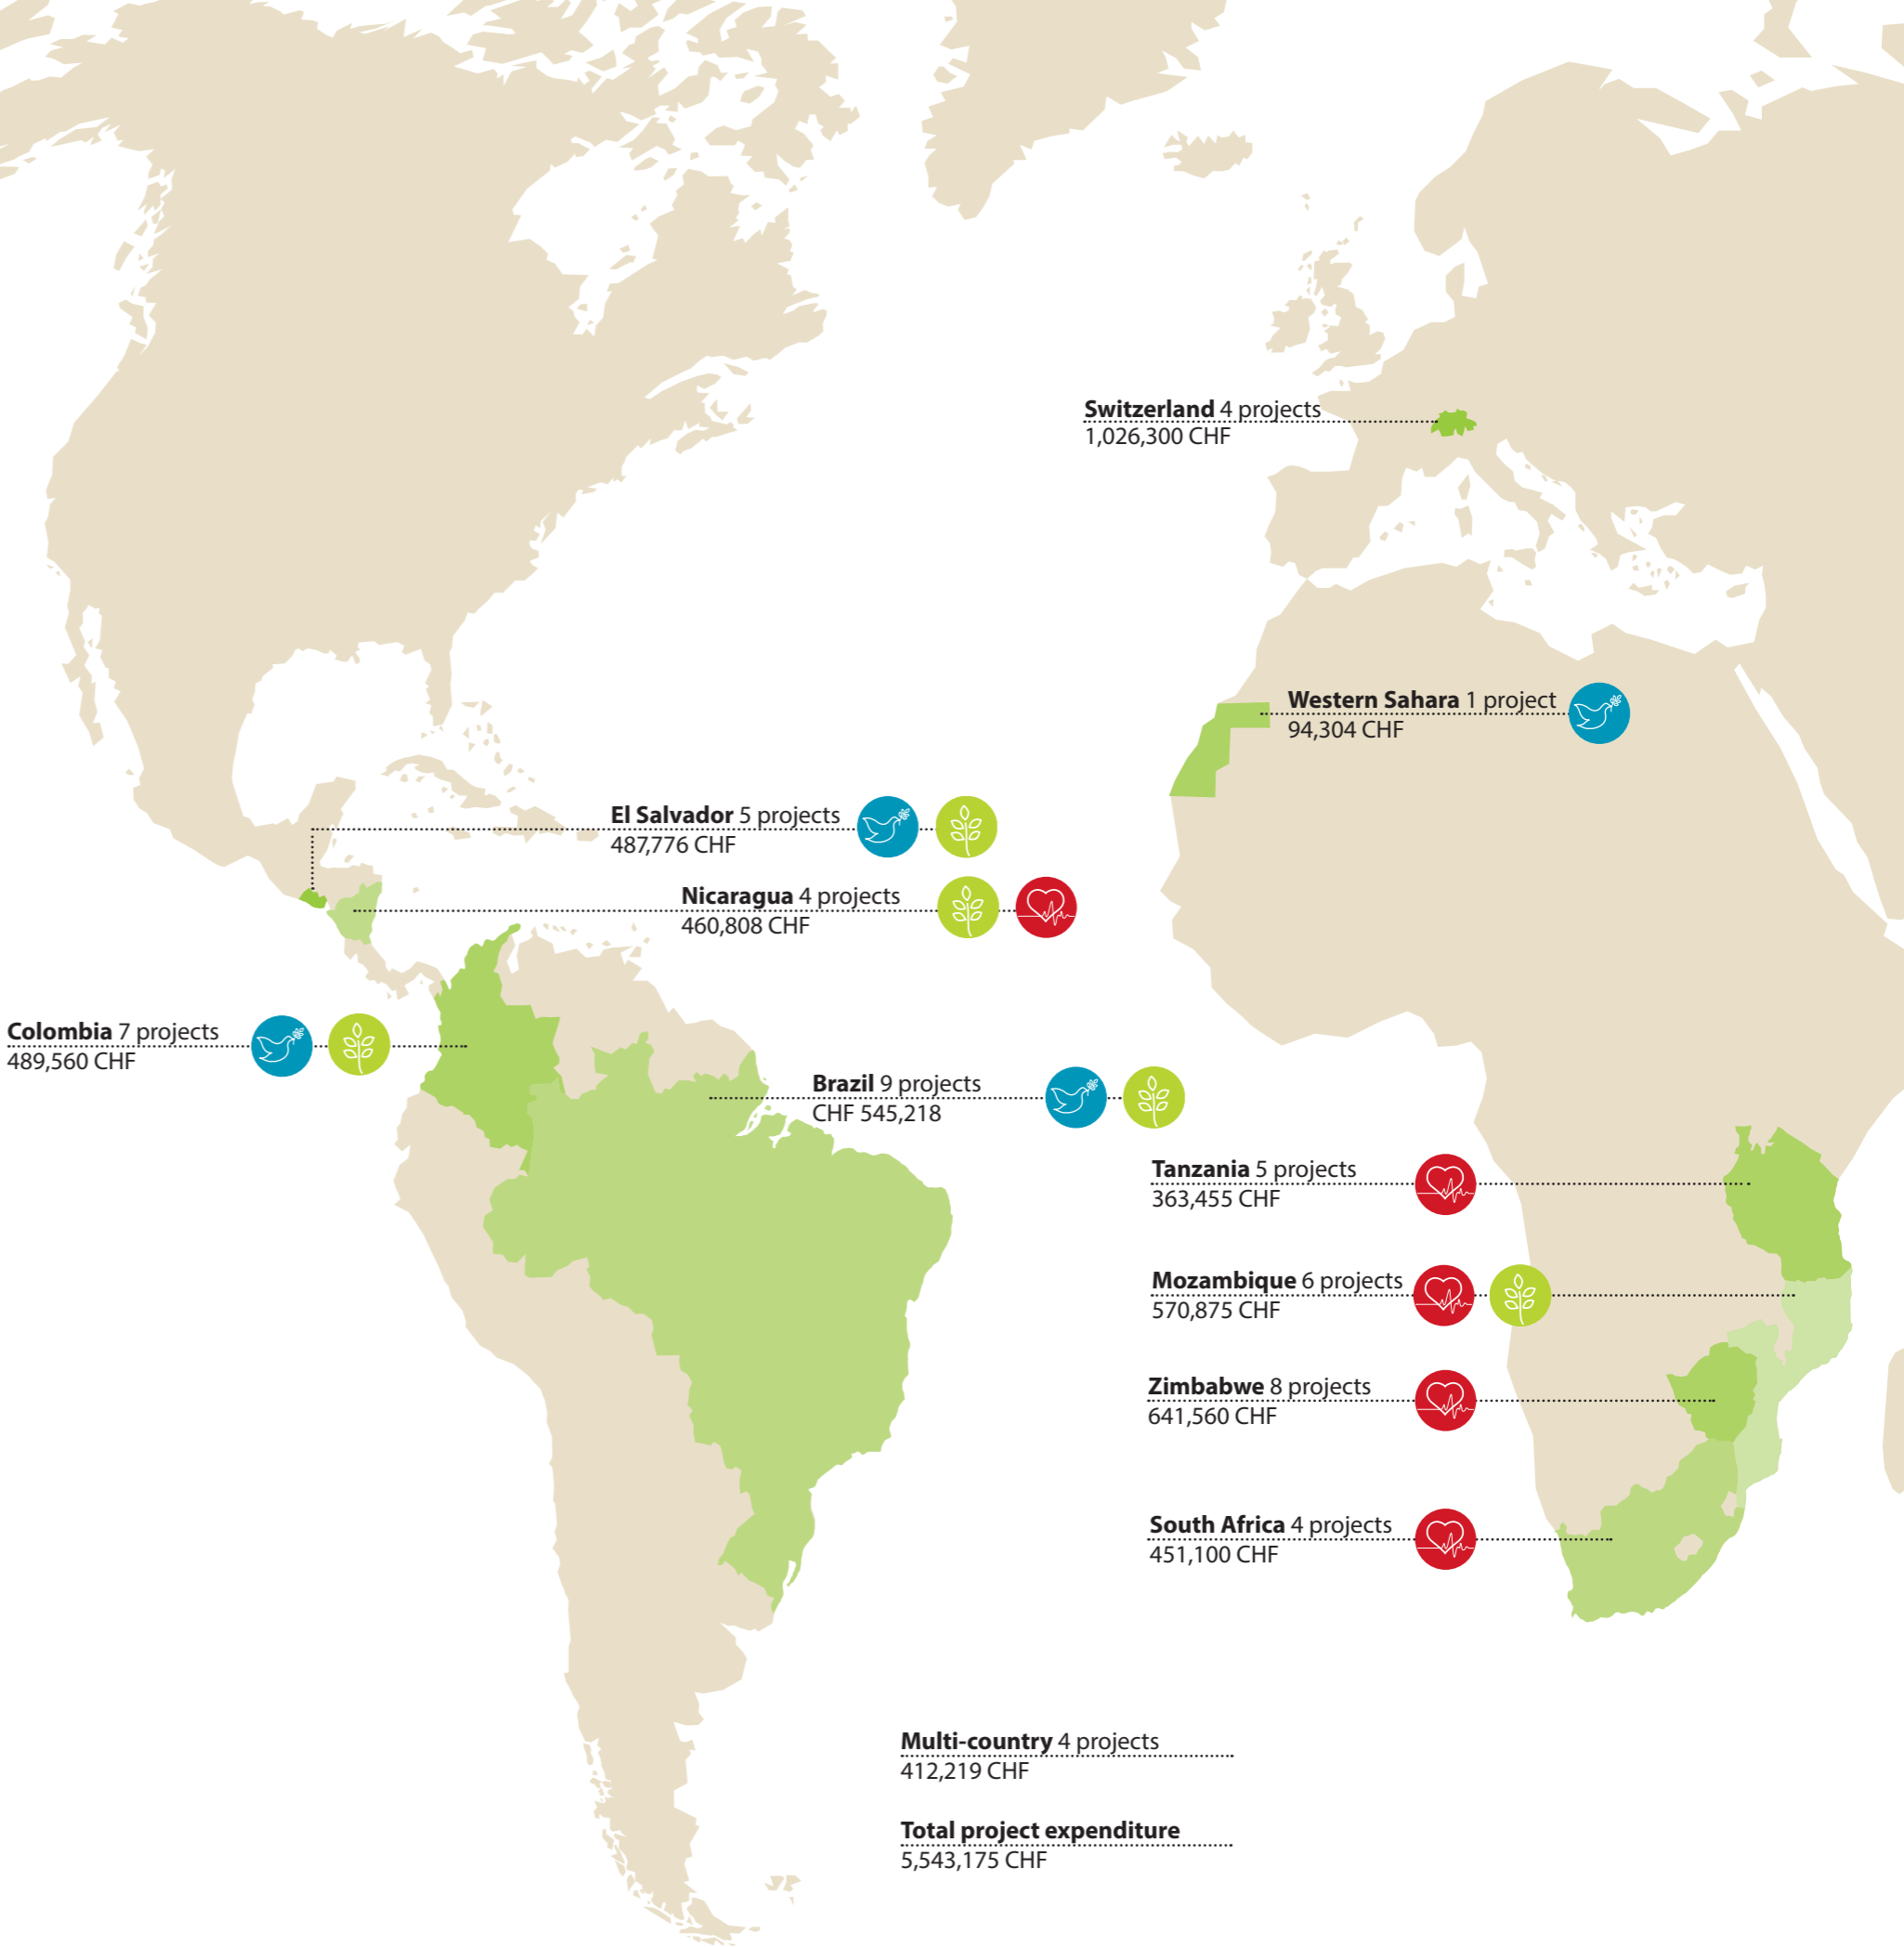 Switzerland 4 projects
1,026,300 CHF
Western Sahara 1 project
94,304 CHF
El Salvador 5 projects
487,776 CHF
Nicaragua 4 projects
460,808 CHF
Colombia 7 projects
489,560 CHF
Brazil 9 projects
CHF 545,218
Tanzania 5 projects
363,455 CHF
Mozambique 6 projects
570,875 CHF
Zimbabwe 8 projects
641,560 CHF
South Africa 4 projects
451,100 CHF
Multi-country 4 projects
412,219 CHF
Total project expenditure
5,543,175 CHF